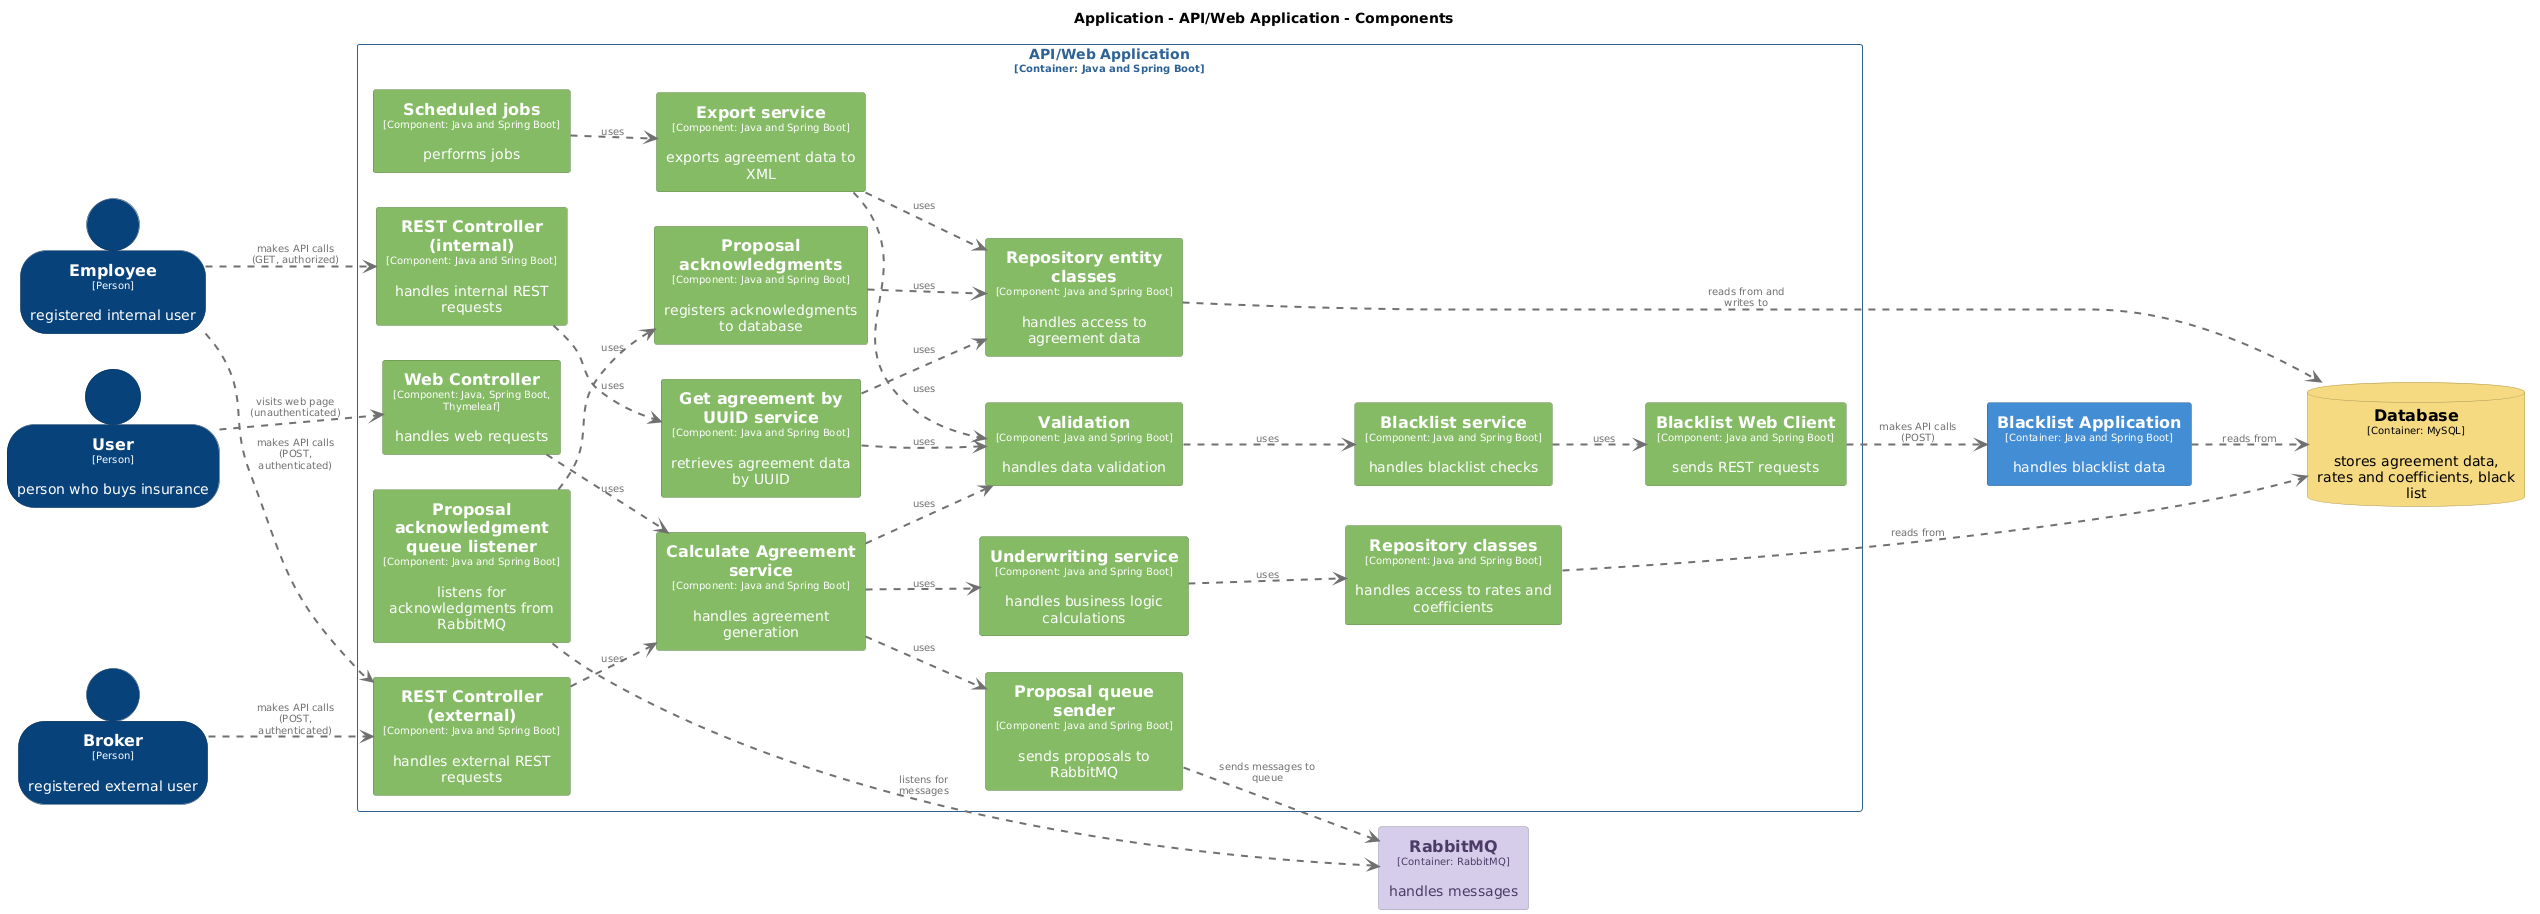 Application - API/Web Application - Components
API/Web Application
[Container: Java and Spring Boot]
Scheduled jobs
[Component: Java and Spring Boot]
performs jobs
uses
Export service
[Component: Java and Spring Boot]
exports agreement data to
XML
Employee
[Person]
registered internal user
makes API calls
(GET, authorized)
REST Controller
(internal)
[Component: Java and Sring Boot]
handles internal REST
requests
uses
Proposal
acknowledgments
[Component: Java and Spring Boot]
registers acknowledgments
to database
uses
uses
Repository entity
classes
[Component: Java and Spring Boot]
handles access to
agreement data
reads from and
writes to
User
[Person]
person who buys insurance
visits web page
(unauthenticated)
makes API calls
(POST,
authenticated)
Web Controller
[Component: Java, Spring Boot,
Thymeleaf]
handles web requests
uses
uses
Get agreement by
UUID service
[Component: Java and Spring Boot]
retrieves agreement data
by UUID
uses
uses
uses
Validation
[Component: Java and Spring Boot]
handles data validation
uses
Blacklist service
[Component: Java and Spring Boot]
handles blacklist checks
uses
Blacklist Web Client
[Component: Java and Spring Boot]
sends REST requests
makes API calls
(POST)
Blacklist Application
[Container: Java and Spring Boot]
handles blacklist data
reads from
Database
[Container: MySQL]
stores agreement data,
rates and coefficients, black
list
Proposal
acknowledgment
queue listener
[Component: Java and Spring Boot]
listens for
acknowledgments from
RabbitMQ
uses
Calculate Agreement
service
[Component: Java and Spring Boot]
handles agreement
generation
uses
uses
uses
Underwriting service
[Component: Java and Spring Boot]
handles business logic
calculations
uses
Repository classes
[Component: Java and Spring Boot]
handles access to rates and
coefficients
reads from
Broker
[Person]
registered external user
makes API calls
(POST,
authenticated)
REST Controller
(external)
[Component: Java and Spring Boot]
handles external REST
requests
uses
Proposal queue
sender
[Component: Java and Spring Boot]
sends proposals to
RabbitMQ
listens for
messages
sends messages to
queue
RabbitMQ
[Container: RabbitMQ]
handles messages